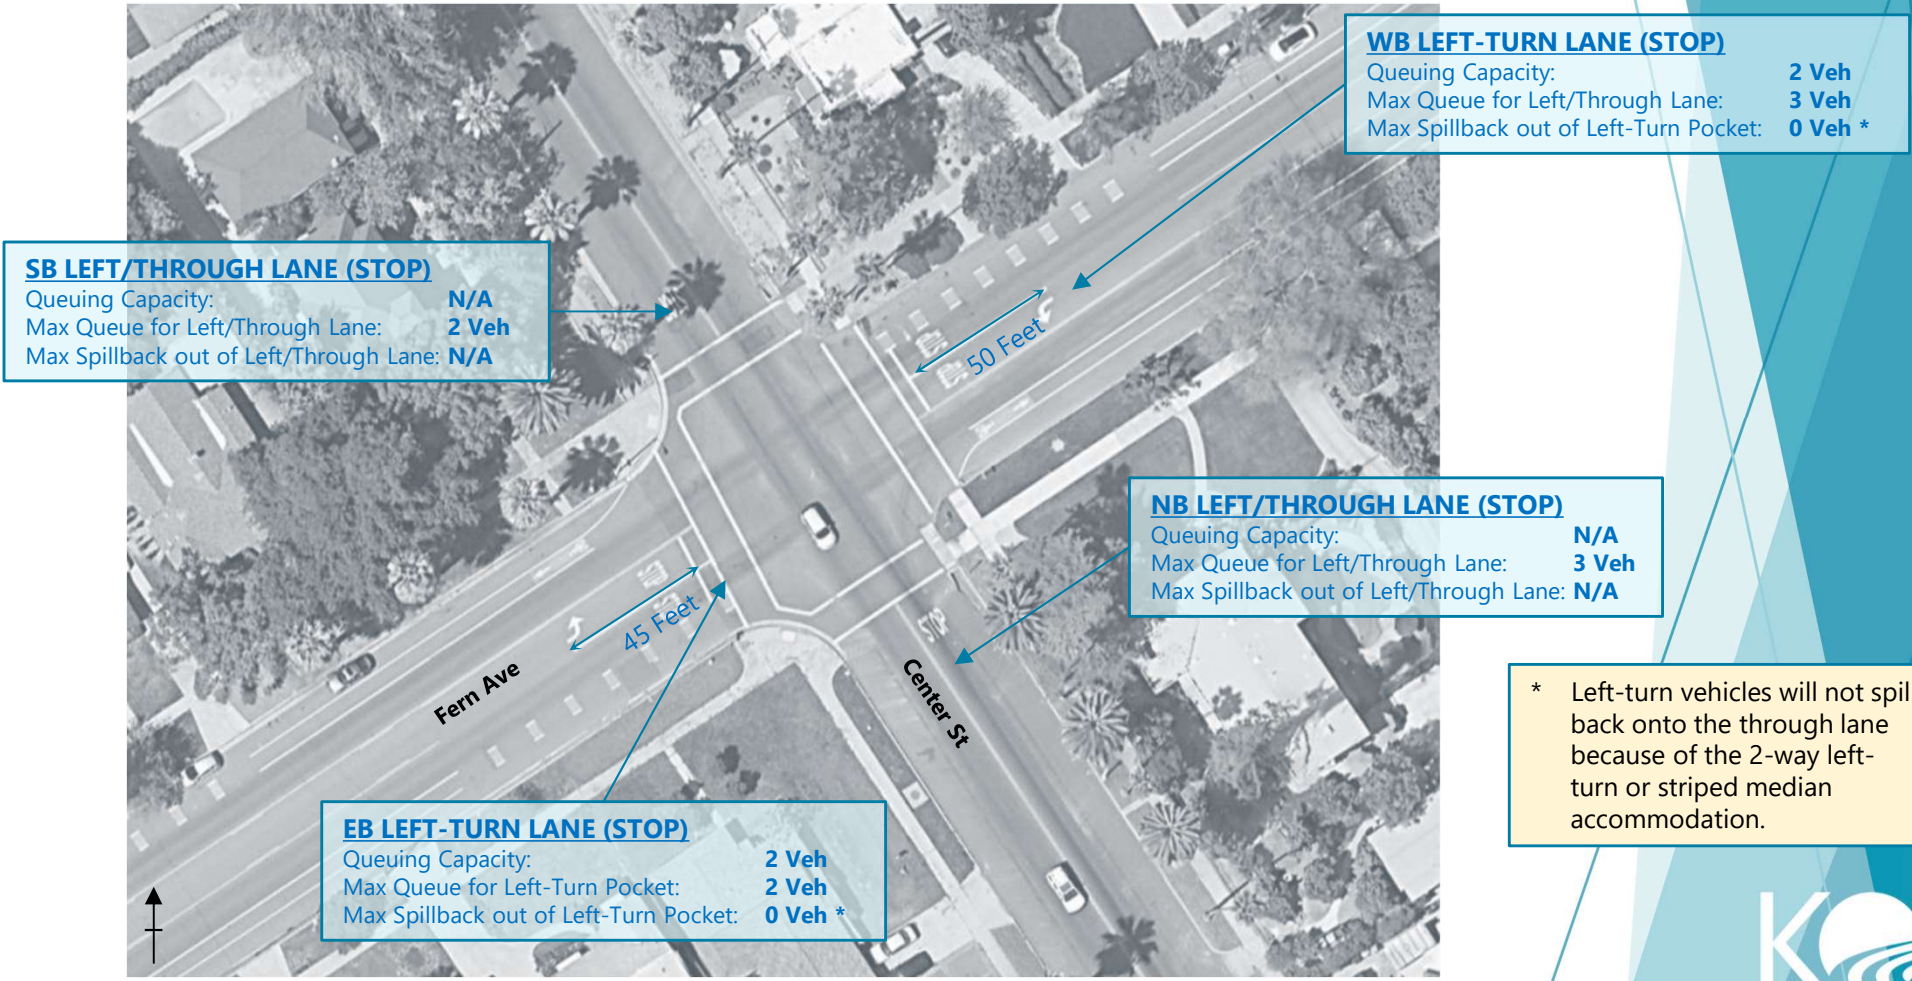 WB LEFT-TURN LANE (STOP)
Queuing Capacity: 2 Veh
Max Queue for Left/Through Lane: 3 Veh
Max Spillback out of Left-Turn Pocket: 0 Veh *
SB LEFT/THROUGH LANE (STOP)
Queuing Capacity: N/A
Max Queue for Left/Through Lane: 2 Veh
Max Spillback out of Left/Through Lane: N/A
50 Feet
NB LEFT/THROUGH LANE (STOP)
Queuing Capacity: N/A
Max Queue for Left/Through Lane: 3 Veh
Max Spillback out of Left/Through Lane: N/A
45 Feet
Fern Ave
Center St
* Left-turn vehicles will not spil
back onto the through lane
because of the 2-way left-
turn or striped median
accommodation.
EB LEFT-TURN LANE (STOP)
Queuing Capacity: 2 Veh
Max Queue for Left-Turn Pocket: 2 Veh
Max Spillback out of Left-Turn Pocket: 0 Veh *
K